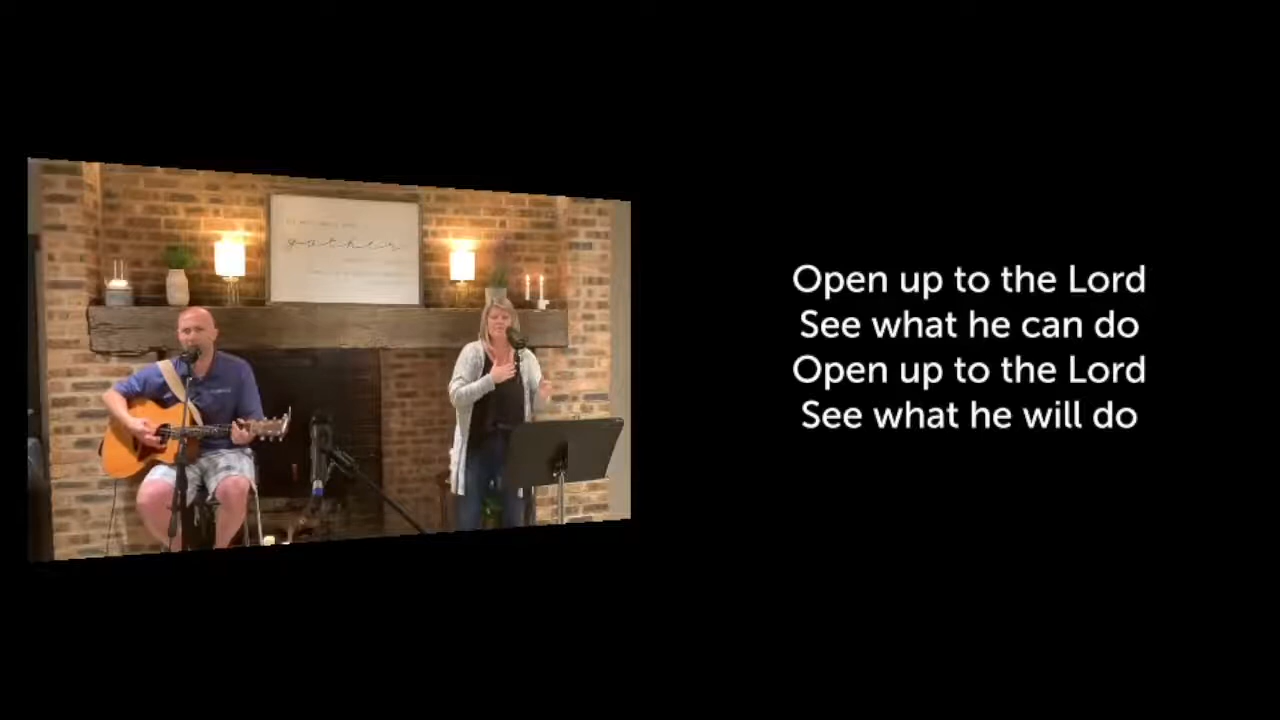 gather
Open up to the Lord
See what he can do
Open up to the Lord
See what he will do